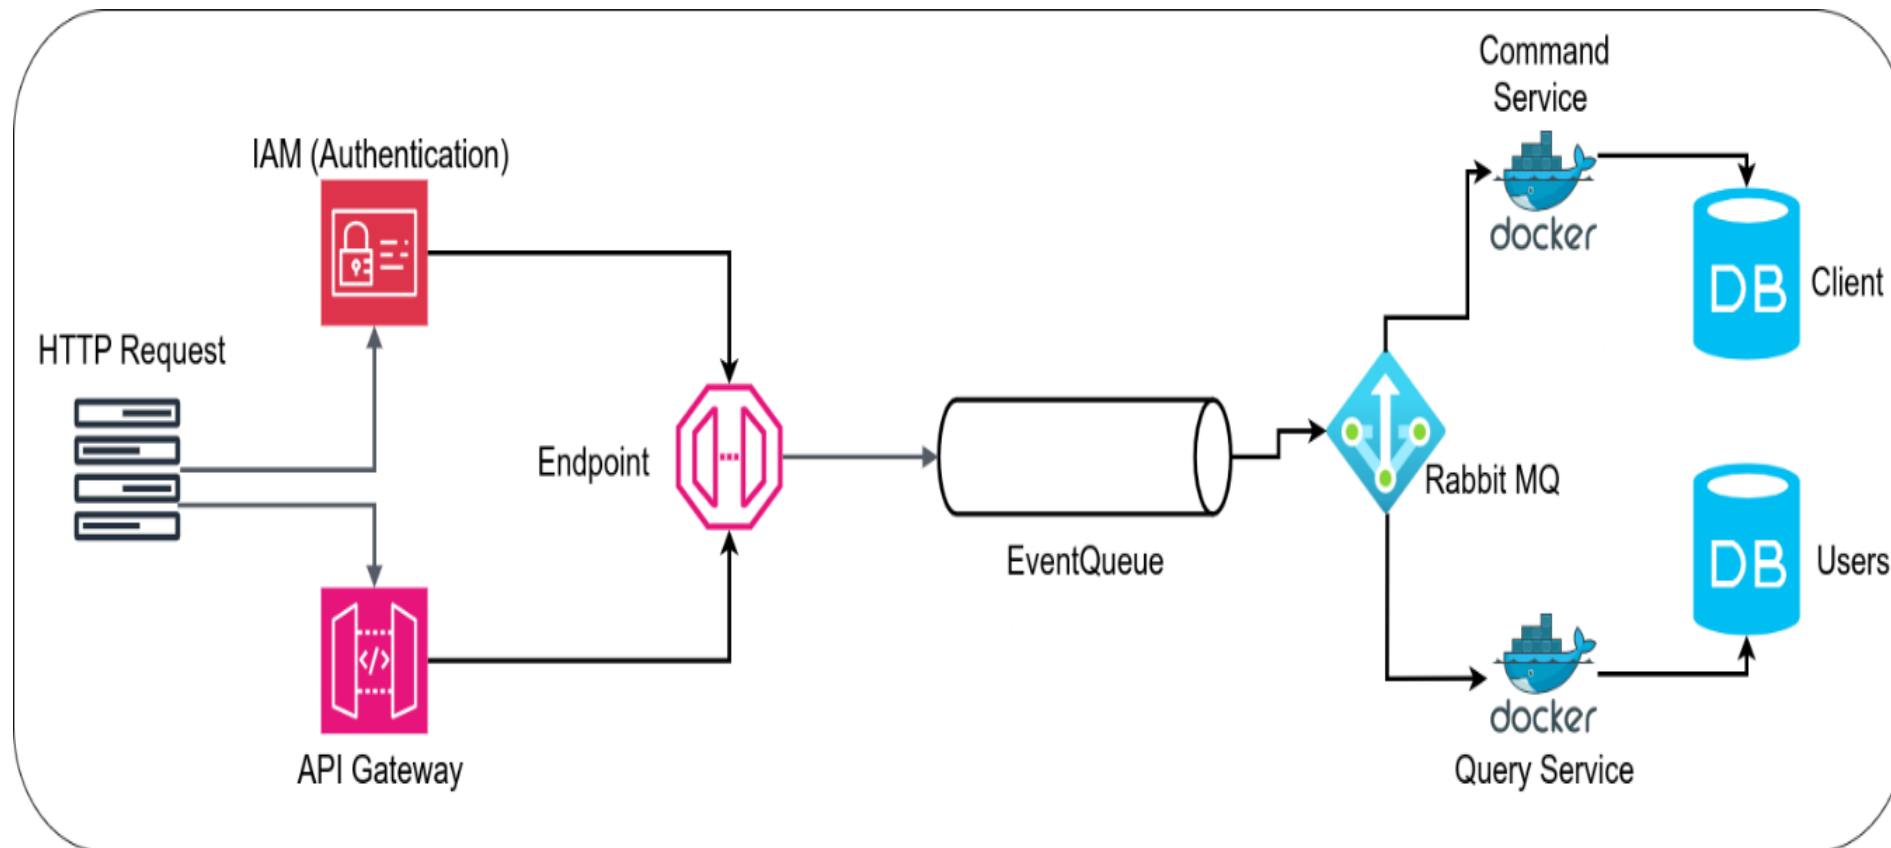 Command
Service
docker
IAM (Authentication)
HTTP Request
DB
Client
Endpoint
EventQueue
Rabbit MQ
DB
Users
API Gateway
</>
docker
Query Service